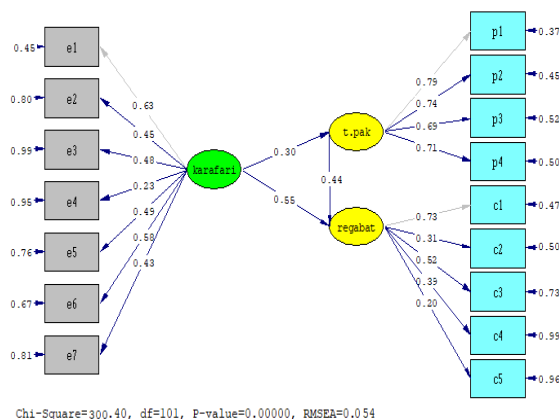 p1
0.37
e1
0.45
0.79
p2
0.45
0.74
0.63
e2
0.80
p3
0.52
t.pak
0.69
0.45
0.71
e3
0.99
0.30
p4
0.50
0.48
karafari
0.44
0.23
0.55
e4
0.95
c1
0.47
0.49
0.73
regabat
0.31
c2
0.50
0.58
e5
0.76
0.52
0.43
0.39
c3
0.73
0.20
e6
0.67
c4
0.99
e7
0.81
c5
0.96
Chi-Square=300.40, df=101, P-value=0.00000, RMSEA=0.054